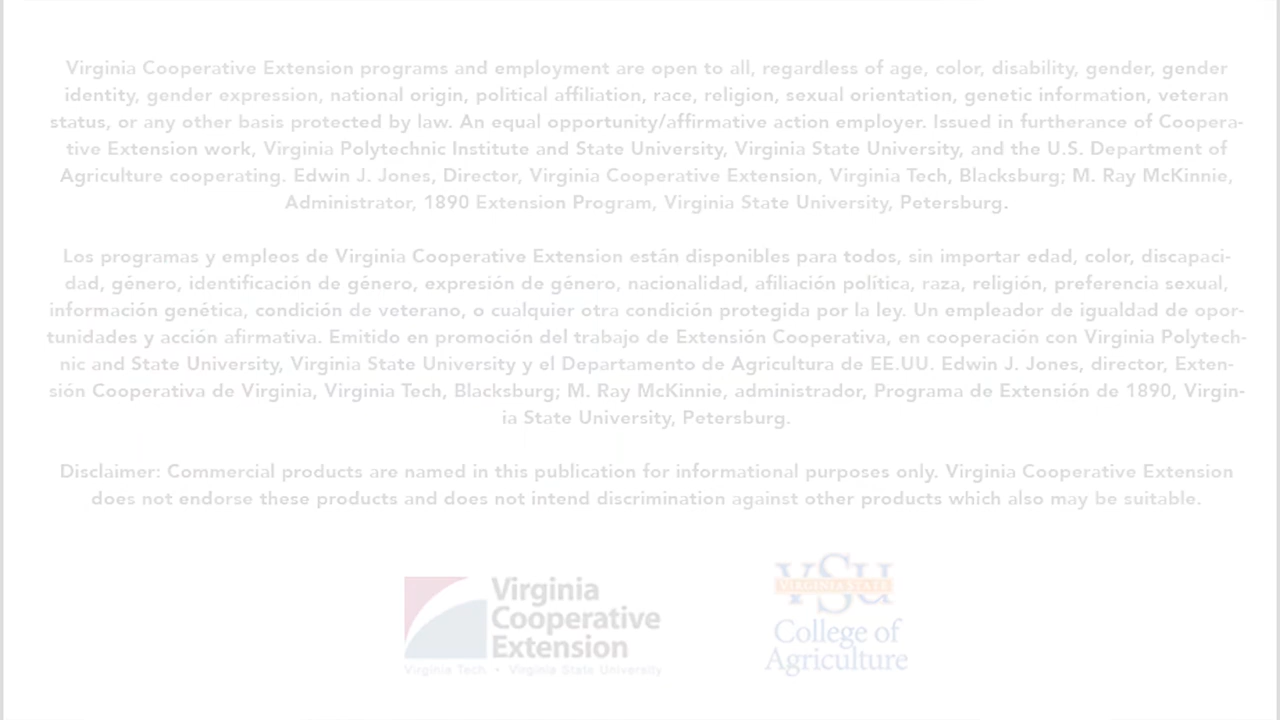 Virginia Cooperative Extension programs and employment are open to all, regardless of age, color, disability, gender, gender
identity, gender expression, national origin, political affiliation, race, religion, sexual orientation, genetic information, veteran
status, or any other basis protected by law. An equal opportunity/affirmative action employer. Issued in furtherance of Coopera-
tive Extension work, Virginia Polytechnic Institute and State University, Virginia State University, and the U.S. Department of
Agriculture cooperating. Edwin J. Jones, Director, Virginia Cooperative Extension, Virginia Tech, Blacksburg; M. Ray McKinnie,
Administrator, 1890 Extension Program, Virginia State University, Petersburg.
Los programas y empleos de Virginia Cooperative Extension están disponibles para todos, sin importar edad, color, discapaci-
dad, género, identificación de género, expresión de género, nacionalidad, afiliación política, raza, religión, preferencia sexual,
información genética, condición de veterano, o cualquier otra condición protegida por la ley. Un empleador de igualdad de opor-
tunidades y acción afirmativa. Emitido en promoción del trabajo de Extensión Cooperativa, en cooperación con Virginia Polytech-
nic and State University, Virginia State University y el Departamento de Agricultura de EE.UU. Edwin J. Jones, director, Exten-
sión Cooperativa de Virginia, Virginia Tech, Blacksburg; M. Ray McKinnie, administrador, Programa de Extensión de 1890, Virgin-
ia State University, Petersburg.
Disclaimer: Commercial products are named in this publication for informational purposes only. Virginia Cooperative Extension
does not endorse these products and does not intend discrimination against other products which also may be suitable.
Virginia
Cooperative
Extension
Virginia Tech • Virginia State University
VSU
VIRGINIA STATE
College of
Agriculture